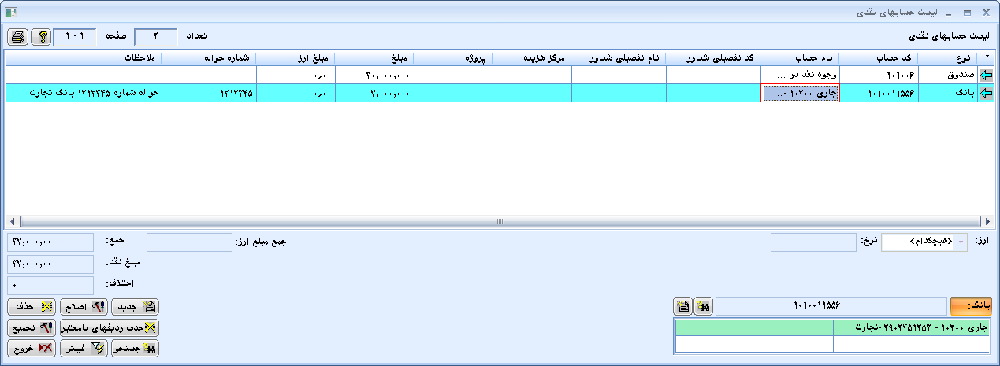 لیست حسابهای نقدی
لیست حسابهای نقدی: تعداد: ۲ صفحه: ۱ - ۱
* نوع کد حساب نام حساب کد تفصیلی شناور نام تفصیلی شناور مرکز هزینه پروژه مبلغ مبلغ ارز شماره حواله ملاحظات
صندوق ۱۰۱۰۰۶ وجوه نقد در ... ۳۰,۰۰۰,۰۰۰ ۰٫۰۰
بانک ۱۰۱۰۰۱۱۵۵۶ جاری ۱۰۲۰۰ -... ۷,۰۰۰,۰۰۰ ۰٫۰۰ ۱۲۱۲۳۴۵ حواله شماره ۱۲۱۲۳۴۵ بانک تجارت
ارز: <هیچکدام> نرخ: جمع مبلغ ارز: جمع: ۳۷,۰۰۰,۰۰۰
مبلغ نقد: ۳۷,۰۰۰,۰۰۰
اختلاف: ۰
بانک: ۱۰۱۰۰۱۱۵۵۶ - - -
جاری ۱۰۲۰۰ - ۲۹۰۲۴۵۱۲۵۳ -تجارت
جدید اصلاح حذف
حذف ردیفهای نامعتبر تجمیع
جستجو فیلتر خروج